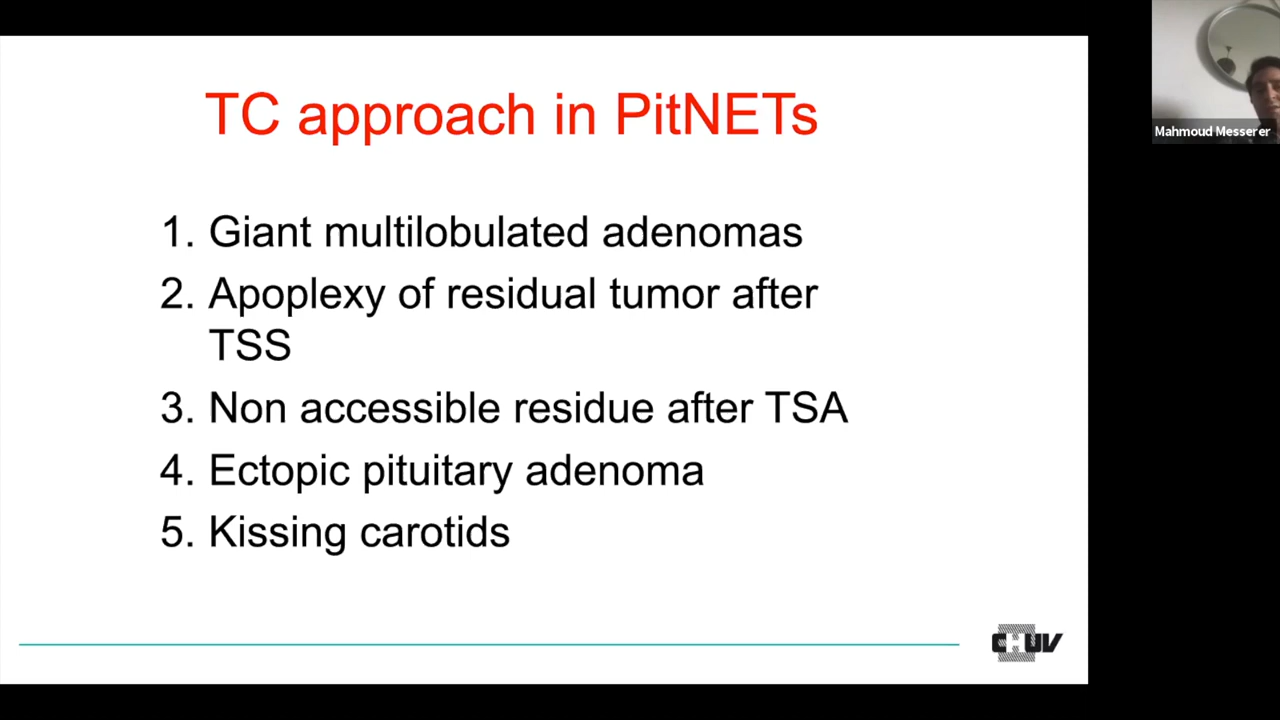 TC approach in PitNETs
1. Giant multilobulated adenomas
2. Apoplexy of residual tumor after
TSS
3. Non accessible residue after TSA
4. Ectopic pituitary adenoma
5. Kissing carotids
CHUV
Mahmoud Messerer